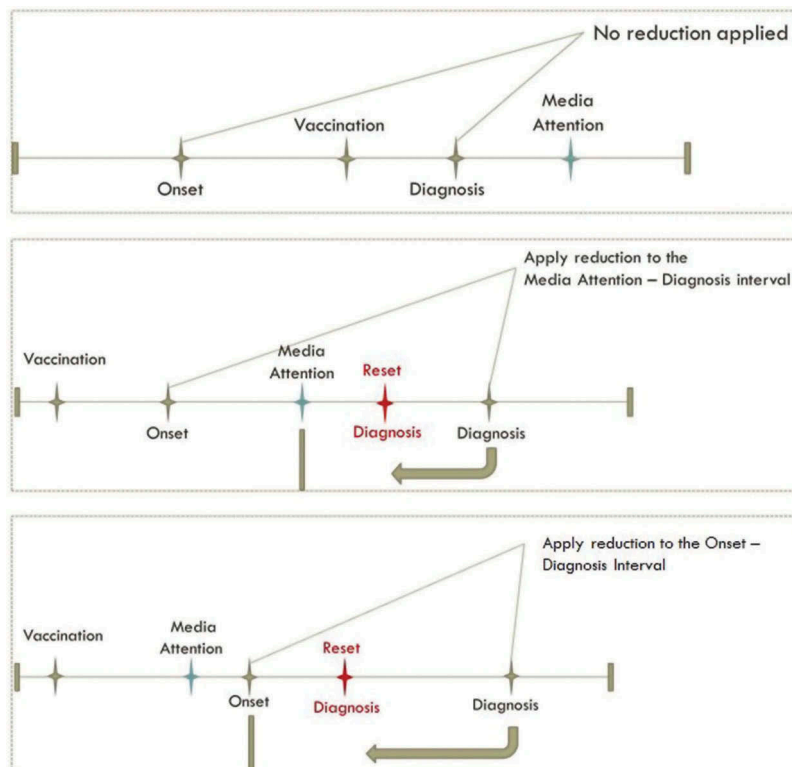 No reduction applied
Media
Attention
Vaccination
Onset
Diagnosis
Apply reduction to the
Media Attention – Diagnosis interval
Vaccination
Media
Attention
Reset
Onset
Diagnosis
Diagnosis
Apply reduction to the Onset –
Diagnosis Interval
Vaccination
Media
Attention
Reset
Onset
Diagnosis
Diagnosis